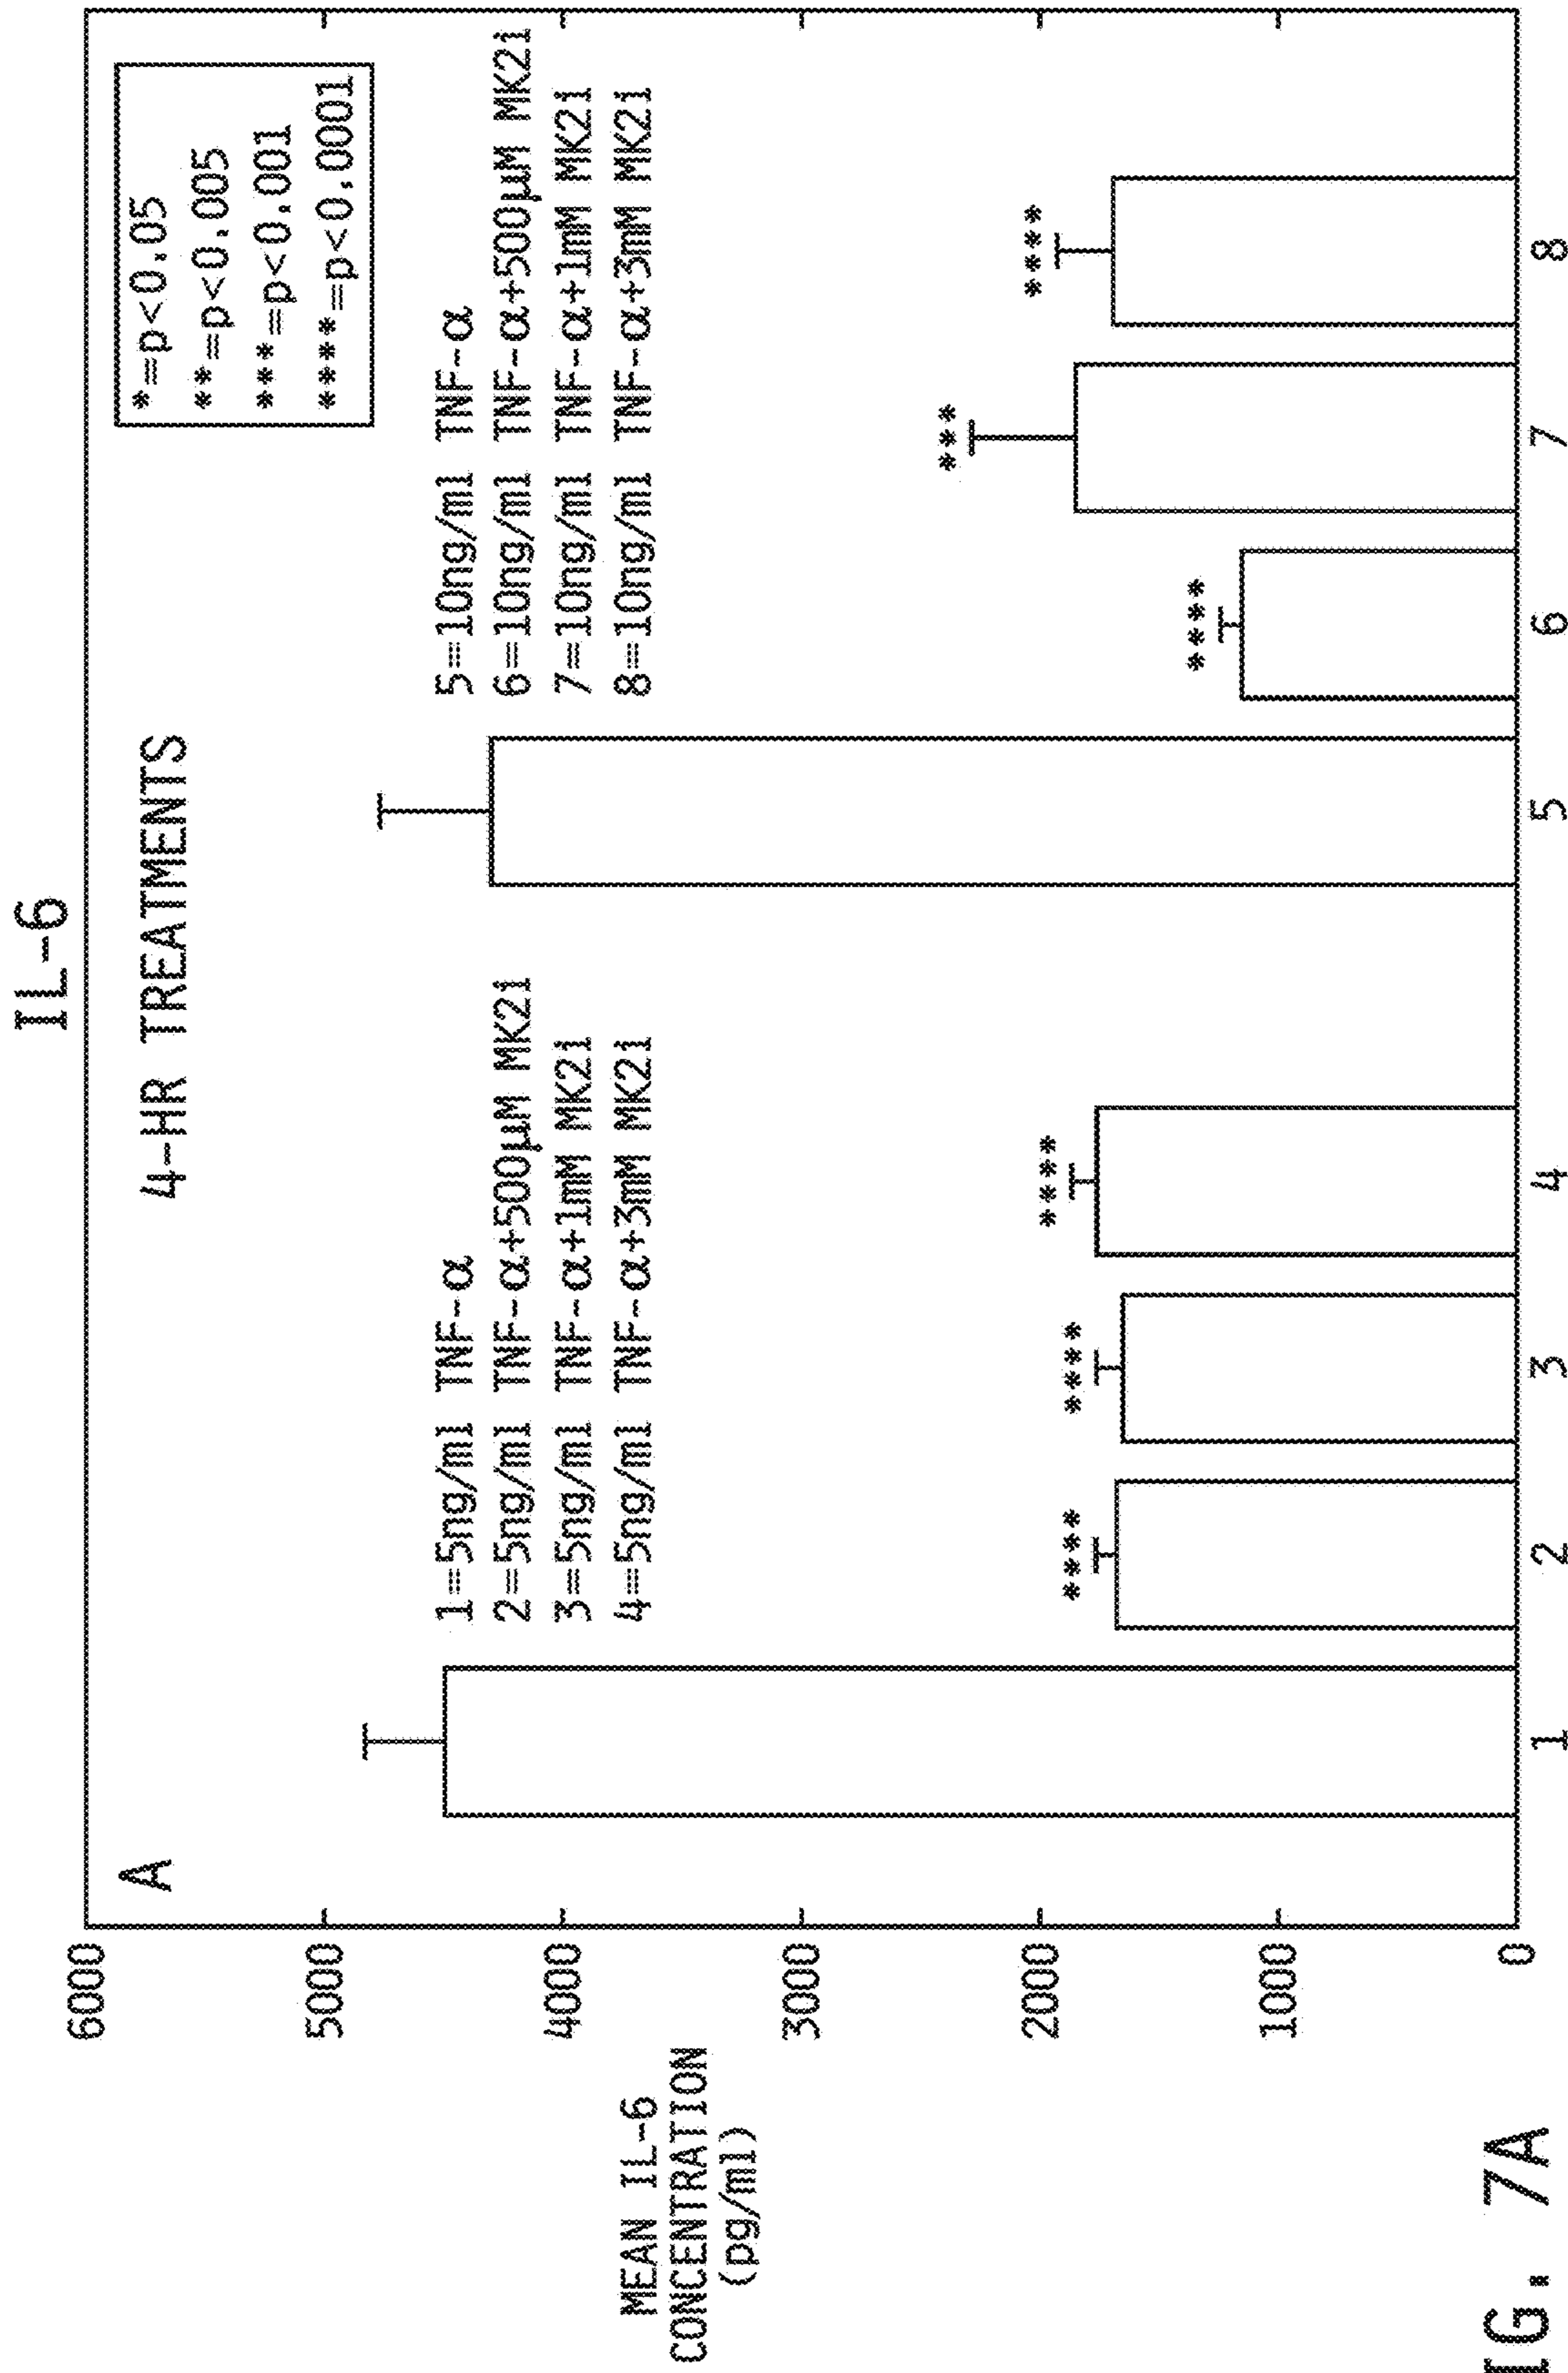 IL-6
A
4-HR TREATMENTS
*=p<0.05
**=p<0.005
***=p<0.001
****=p<0.0001
1=5ng/ml TNF-α
2=5ng/ml TNF-α+500µM MK2i
3=5ng/ml TNF-α+1mM MK2i
4=5ng/ml TNF-α+3mM MK2i
5=10ng/ml TNF-α
6=10ng/ml TNF-α+500µM MK2i
7=10ng/ml TNF-α+1mM MK2i
8=10ng/ml TNF-α+3mM MK2i
6000
5000
4000
3000
2000
1000
0
MEAN IL-6
CONCENTRATION
(pg/ml)
****
****
****
****
***
****
1 2 3 4 5 6 7 8
IG. 7A